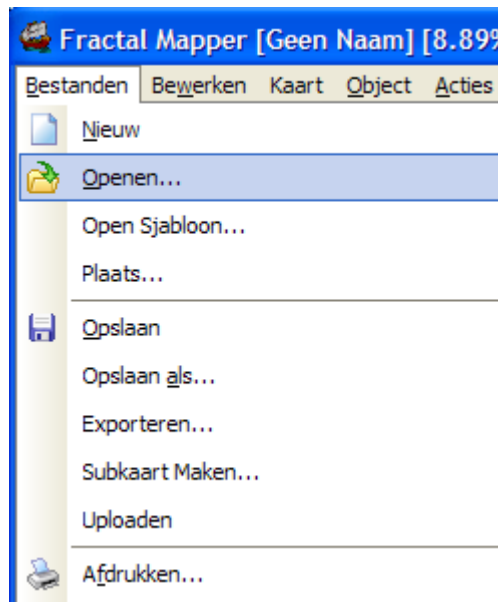 Fractal Mapper [Geen Naam] [8.89%
Bestanden Bewerken Kaart Object Acties
Nieuw
Openen...
Open Sjabloon...
Plaats...
Opslaan
Opslaan als...
Exporteren...
Subkaart Maken...
Uploaden
Afdrukken...